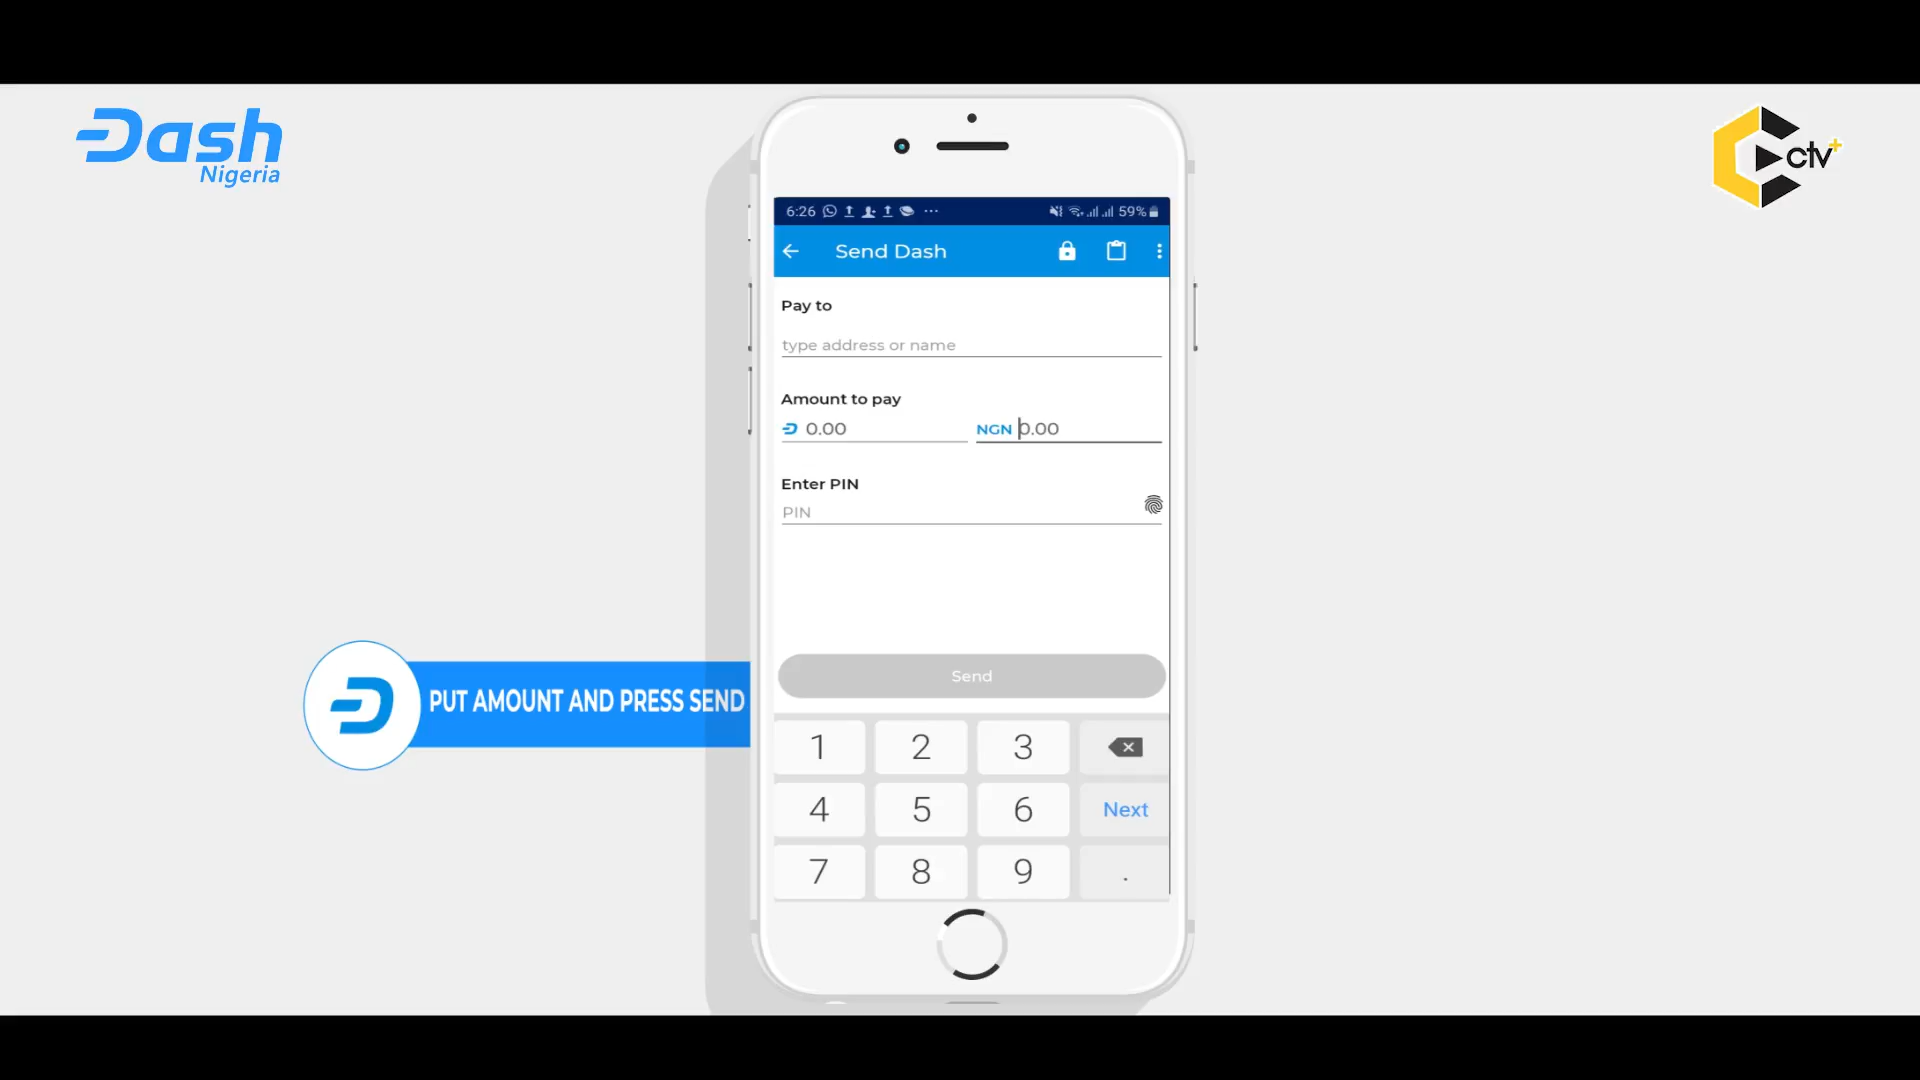 Dash
Nigeria
ctv+
6:26 59%
Send Dash
Pay to
type address or name
Amount to pay
0.00 NGN 0.00
Enter PIN
PIN
Send
PUT AMOUNT AND PRESS SEND
1 2 3
4 5 6 Next
7 8 9 .